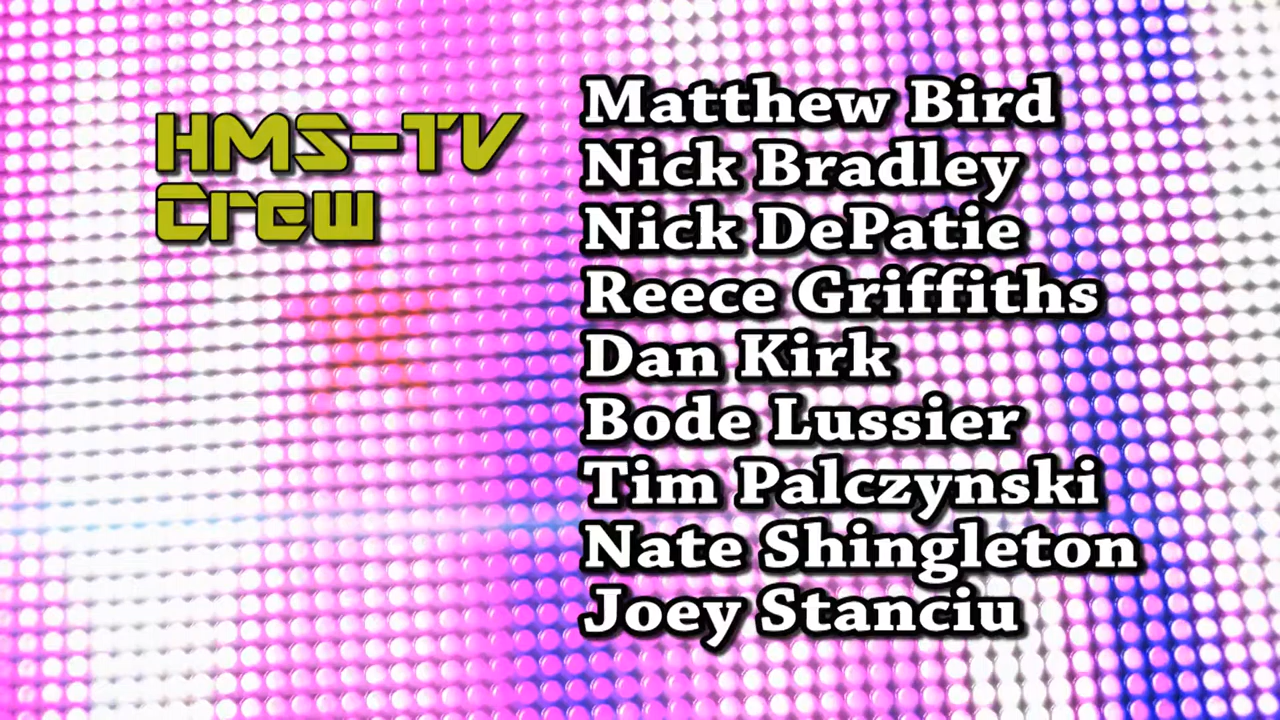 HMS-TV
Crew
Matthew Bird
Nick Bradley
Nick DePatie
Reece Griffiths
Dan Kirk
Bode Lussier
Tim Palczynski
Nate Shingleton
Joey Stanciu